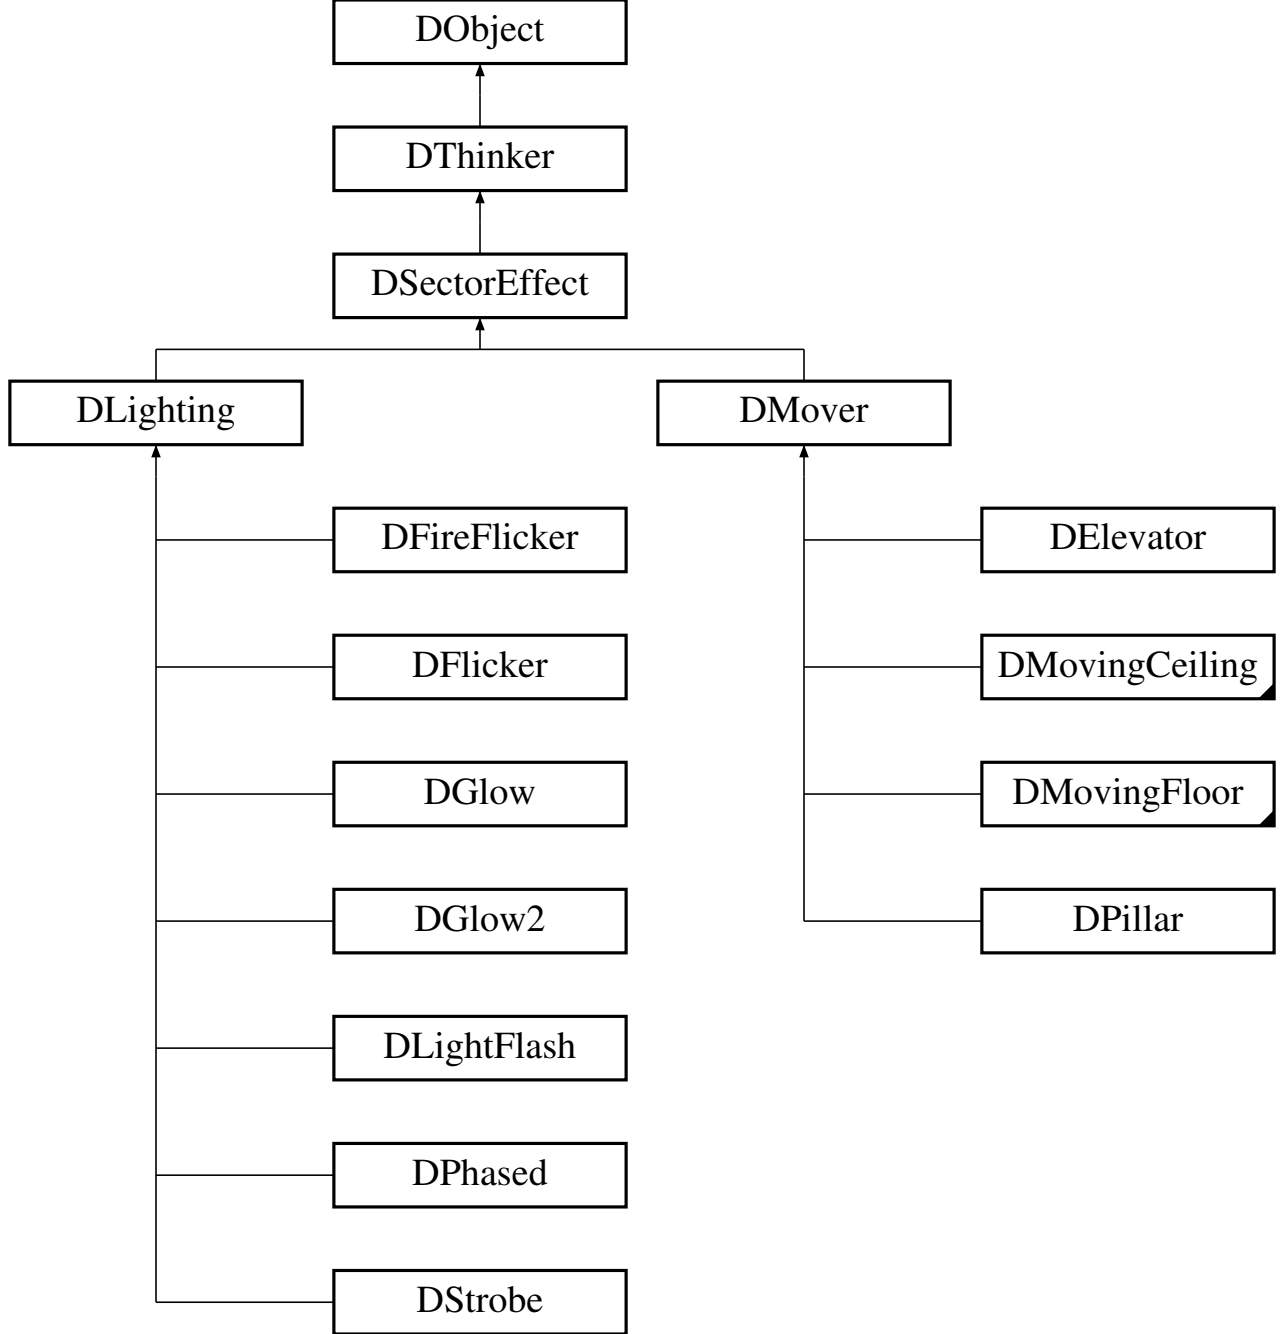 DObject
DThinker
DSectorEffect
DLighting
DMover
DFireFlicker
DElevator
DFlicker
DMovingCeiling
DGlow
DMovingFloor
DGlow2
DPillar
DLightFlash
DPhased
DStrobe